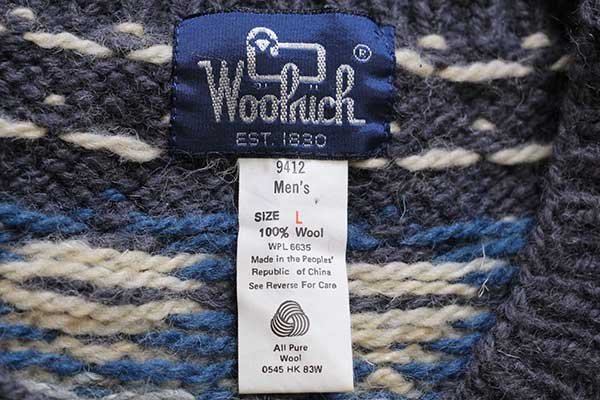 ®
Woolrich
EST. 1830
9412
Men's
SIZE L
100% Wool
WPL 6635
Made in the Peoples'
Republic of China
See Reverse For Care
All Pure
Wool
0545 HK 83W